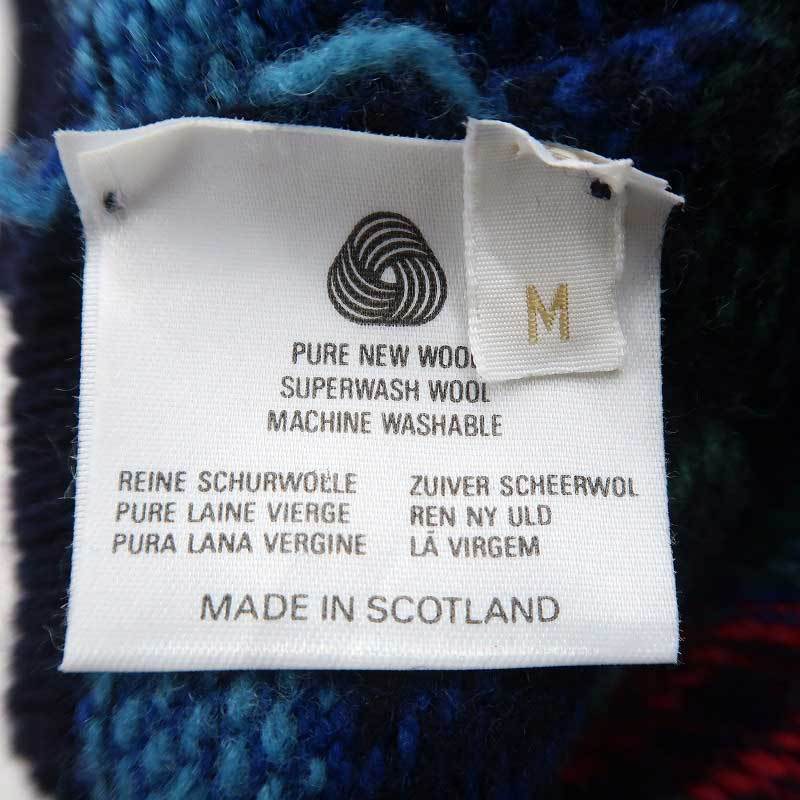 M
PURE NEW WOOL
SUPERWASH WOOL
MACHINE WASHABLE
REINE SCHURWOLLE
PURE LAINE VIERGE
PURA LANA VERGINE
ZUIVER SCHEERWOL
REN NY ULD
LÃ VIRGEM
MADE IN SCOTLAND